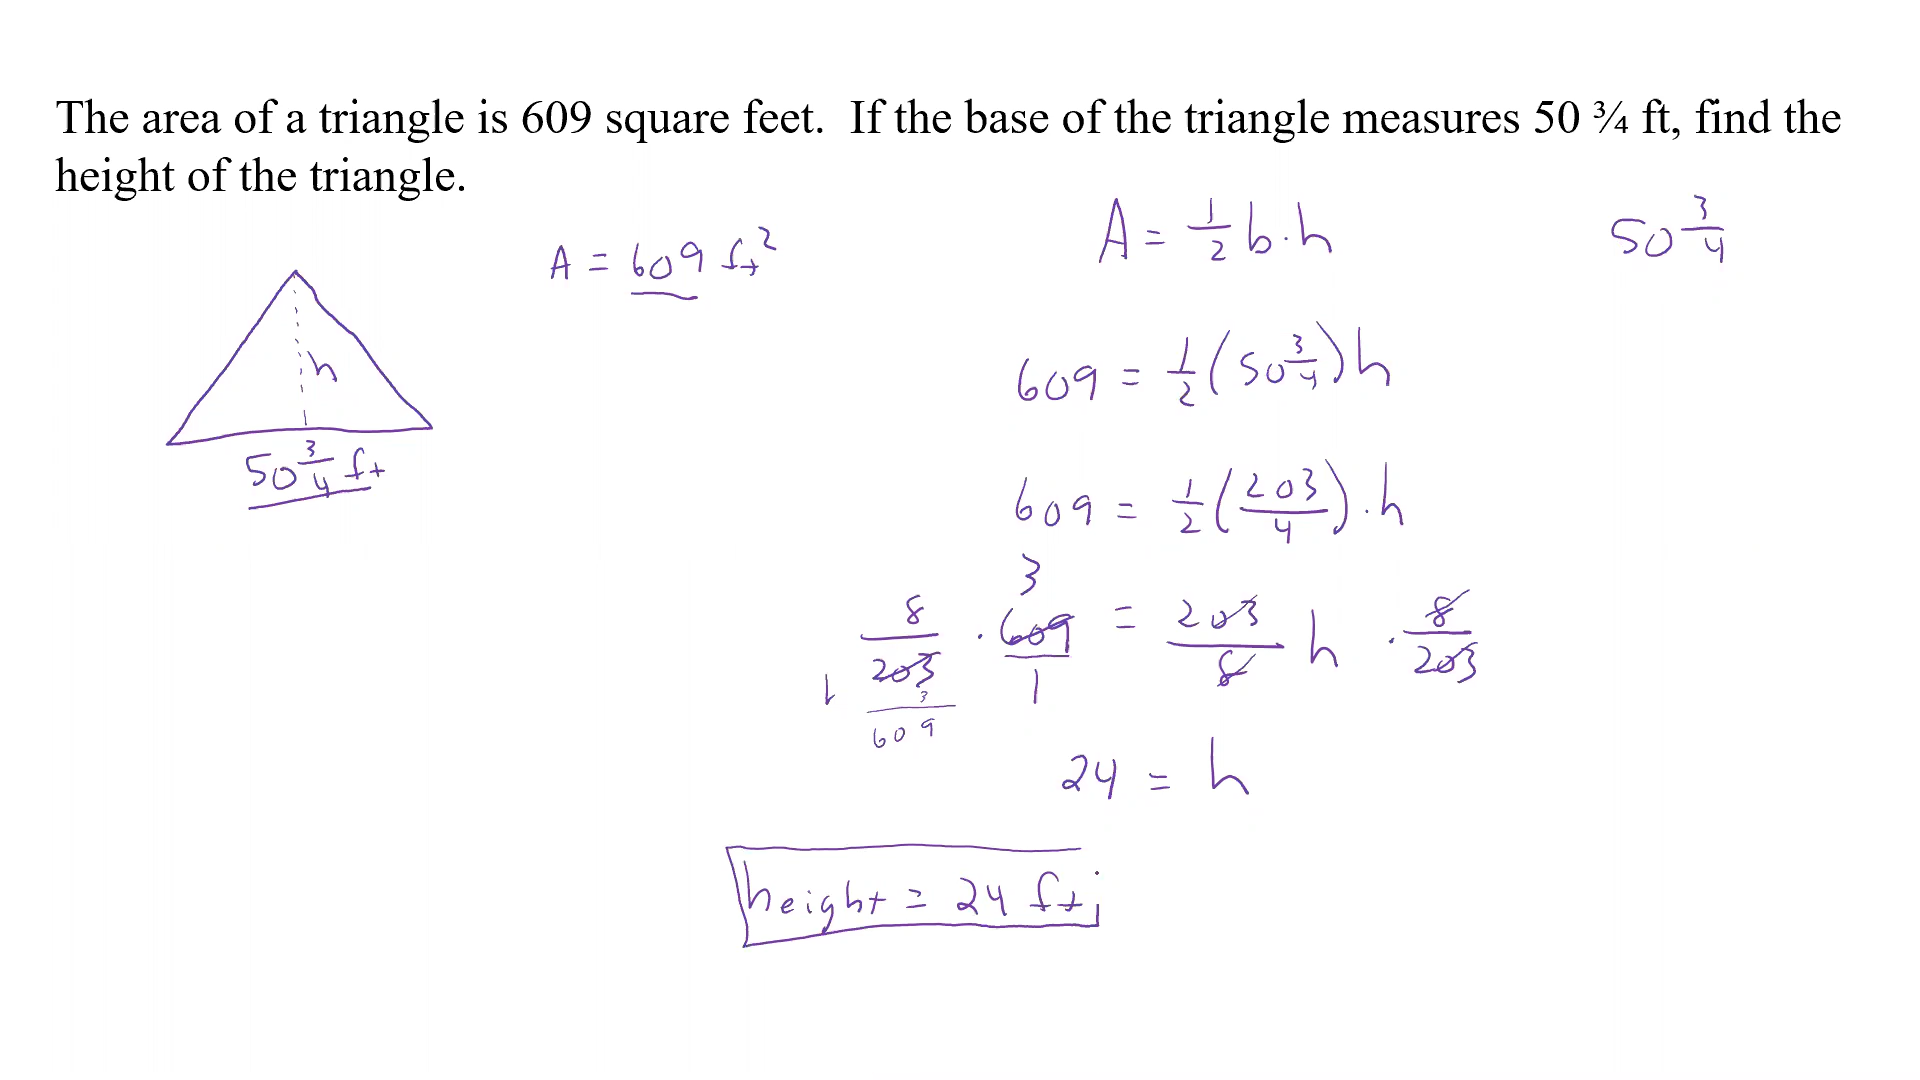 The area of a triangle is 609 square feet. If the base of the triangle measures 50 ¾ ft, find the
height of the triangle.
A = 609 ft²
A = 1/2 b·h
50 3/4
h
50 3/4 ft
609 = 1/2 (50 3/4) h
609 = 1/2 (203/4) · h
3
8/203 · 609/1 = 203/8 h · 8/203
1
3
609
24 = h
height = 24 ft